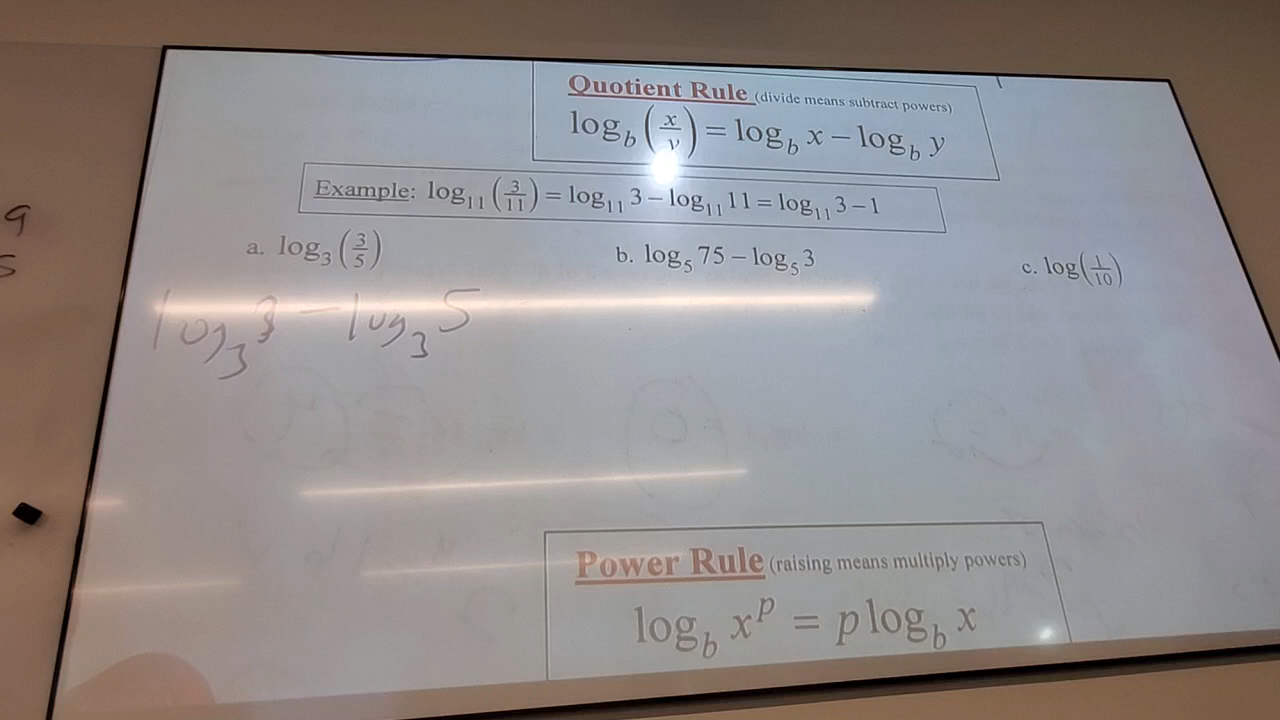 Quotient Rule (divide means subtract powers)
log_b (x/y) = log_b x − log_b y
Example: log_11 (3/11) = log_11 3 − log_11 11 = log_11 3 − 1
a. log_3 (3/5)
b. log_5 75 − log_5 3
c. log(1/10)
log_3 3 − log_3 5
9
5
Power Rule (raising means multiply powers)
log_b x^p = p log_b x